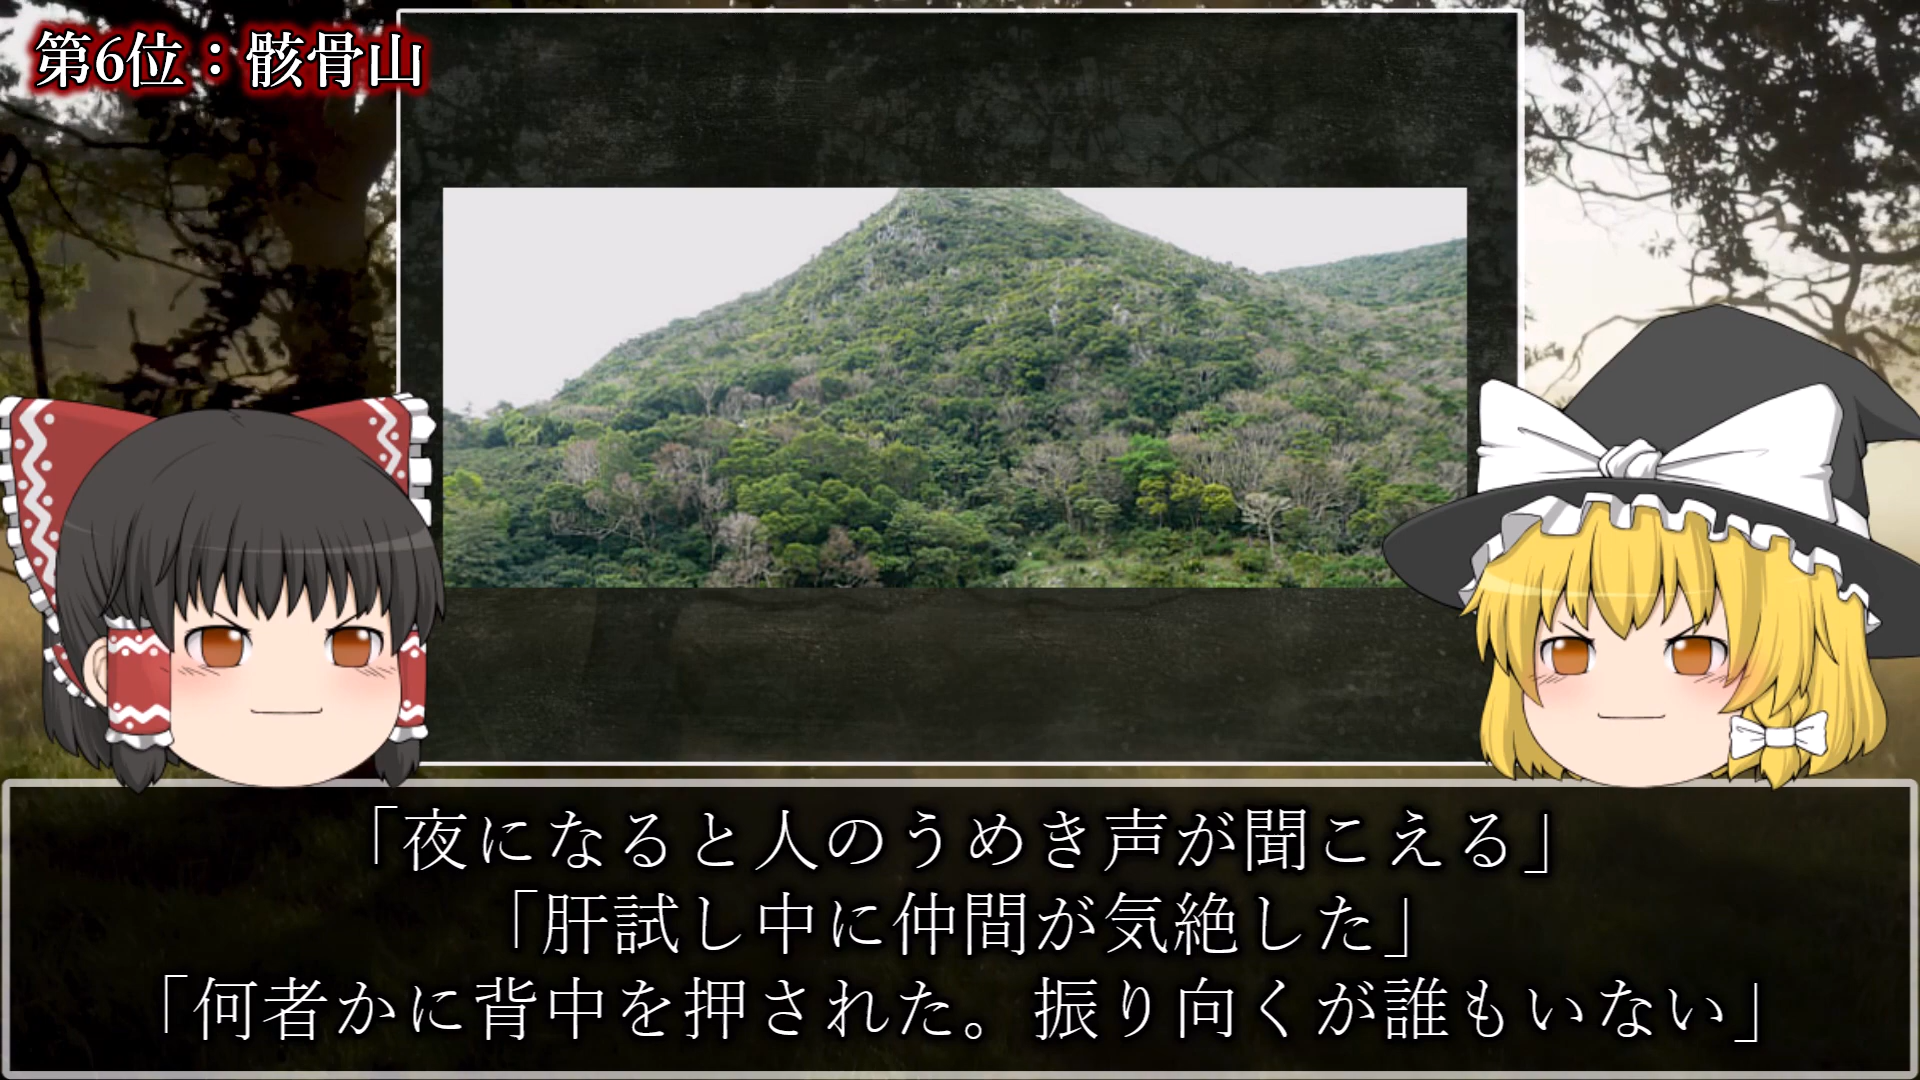 第6位：骸骨山
「夜になると人のうめき声が聞こえる」
「肝試し中に仲間が気絶した」
「何者かに背中を押された。振り向くが誰もいない」